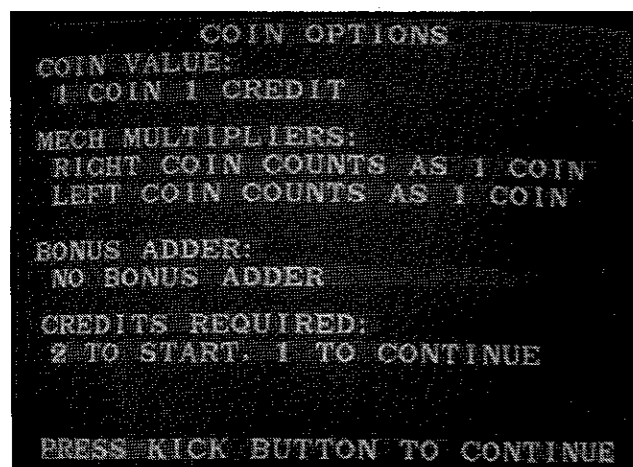 COIN OPTIONS
COIN VALUE:
1 COIN 1 CREDIT
MECH MULTIPLIERS:
RIGHT COIN COUNTS AS 1 COIN
LEFT COIN COUNTS AS 1 COIN
BONUS ADDER:
NO BONUS ADDER
CREDITS REQUIRED:
2 TO START, 1 TO CONTINUE
PRESS KICK BUTTON TO CONTINUE